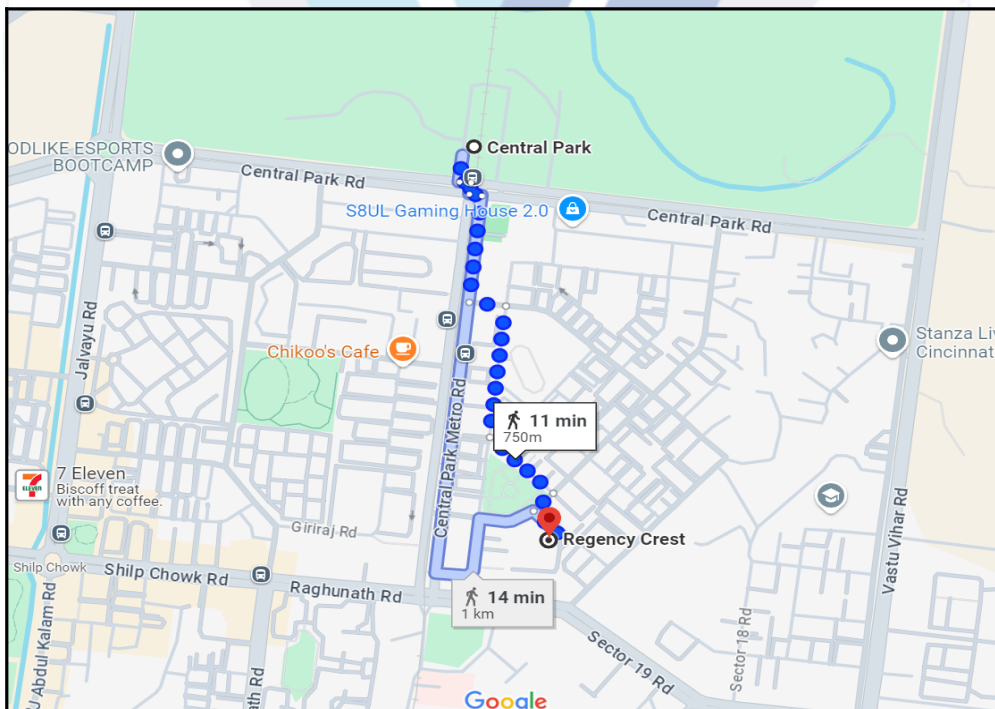 Central Park
ODLIKE ESPORTS
BOOTCAMP
Central Park Rd
S8UL Gaming House 2.0
Central Park Rd
Jalvayu Rd
Chikoo's Cafe
Stanza Liv
Cincinnat
Central Park Metro Rd
11 min
750m
7 Eleven
Biscoff treat
with any coffee.
ELEVEN
Giriraj Rd
Regency Crest
Vastu Vihar Rd
Shilp Chowk
Shilp Chowk Rd
Raghunath Rd
14 min
1 km
U Abdul Kalam Rd
ath Rd
Sector 19 Rd
Sector 18 Rd
Google